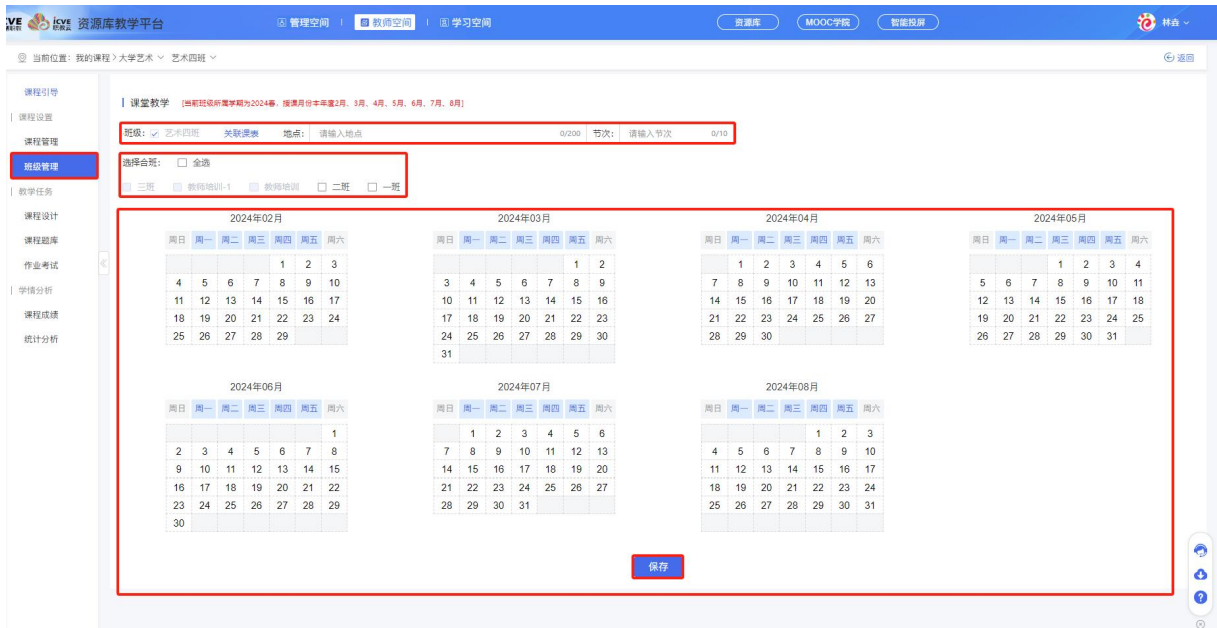 icve 资源库教学平台 管理空间 教师空间 学习空间 资源库 MOOC学院 智能投屏 林垚
当前位置: 我的课程 > 大学艺术 艺术四班 返回
课程引导
课程设置
课程管理
班级管理
教学任务
课程设计
课程题库
作业考试
学情分析
课程成绩
统计分析
课堂教学 [当前班级所属学期为2024春, 授课月份本年度2月、3月、4月、5月、6月、7月、8月]
班级: 艺术四班 关联课表 地点: 请输入地点 0/200 节次: 请输入节次 0/10
选择合班: 全选
三班 教师培训-1 教师培训 二班 一班
2024年02月 2024年03月 2024年04月 2024年05月
周日 周一 周二 周三 周四 周五 周六 周日 周一 周二 周三 周四 周五 周六 周日 周一 周二 周三 周四 周五 周六 周日 周一 周二 周三 周四 周五 周六
1 2 3 1 2 1 2 3 4 5 6 1 2 3 4
4 5 6 7 8 9 10 3 4 5 6 7 8 9 7 8 9 10 11 12 13 5 6 7 8 9 10 11
11 12 13 14 15 16 17 10 11 12 13 14 15 16 14 15 16 17 18 19 20 12 13 14 15 16 17 18
18 19 20 21 22 23 24 17 18 19 20 21 22 23 21 22 23 24 25 26 27 19 20 21 22 23 24 25
25 26 27 28 29 24 25 26 27 28 29 30 28 29 30 26 27 28 29 30 31
31
2024年06月 2024年07月 2024年08月
周日 周一 周二 周三 周四 周五 周六 周日 周一 周二 周三 周四 周五 周六 周日 周一 周二 周三 周四 周五 周六
1 1 2 3 4 5 6 1 2 3
2 3 4 5 6 7 8 7 8 9 10 11 12 13 4 5 6 7 8 9 10
9 10 11 12 13 14 15 14 15 16 17 18 19 20 11 12 13 14 15 16 17
16 17 18 19 20 21 22 21 22 23 24 25 26 27 18 19 20 21 22 23 24
23 24 25 26 27 28 29 28 29 30 31 25 26 27 28 29 30 31
30
保存